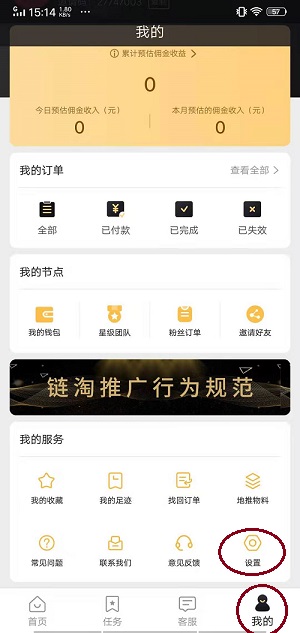 15:14 1.80 KB/s ··· 57
我的
累计预估佣金收益 >
0
今日预估佣金收入（元） 本月预估的佣金收入（元）
0 0
我的订单 查看全部 >
全部 已付款 已完成 已失效
我的节点
我的钱包 星级团队 粉丝订单 邀请好友
链淘推广行为规范
我的服务
我的收藏 我的足迹 找回订单 地推物料
常见问题 联系我们 意见反馈 设置
首页 任务 客服 我的